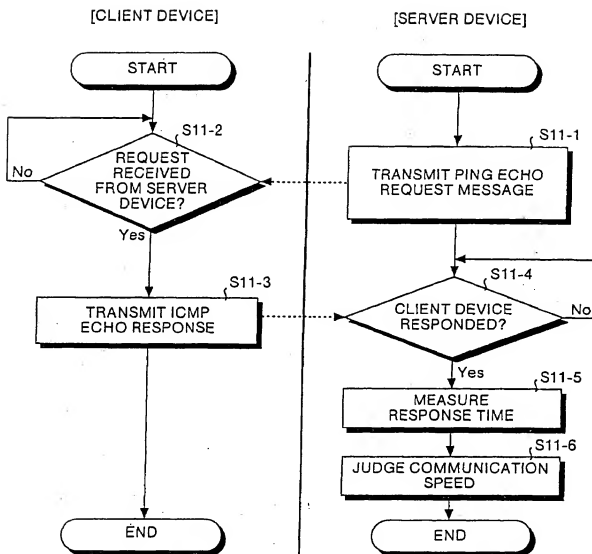 [CLIENT DEVICE]
START
S11-2
REQUEST
RECEIVED
FROM SERVER
DEVICE?
No
Yes
S11-3
TRANSMIT ICMP
ECHO RESPONSE
END
[SERVER DEVICE]
START
S11-1
TRANSMIT PING ECHO
REQUEST MESSAGE
S11-4
CLIENT DEVICE
RESPONDED?
No
Yes
S11-5
MEASURE
RESPONSE TIME
S11-6
JUDGE COMMUNICATION
SPEED
END